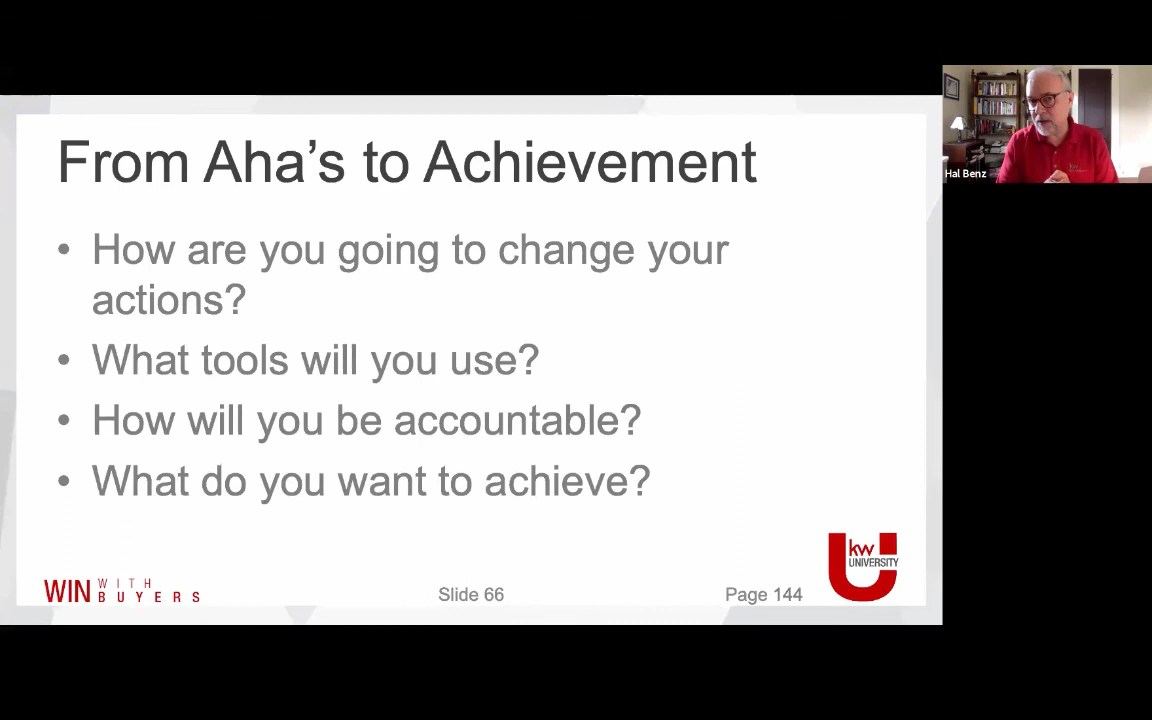 From Aha's to Achievement
• How are you going to change your
actions?
• What tools will you use?
• How will you be accountable?
• What do you want to achieve?
WIN WITH BUYERS
Slide 66
Page 144
kw
UNIVERSITY
Hal Benz
kw